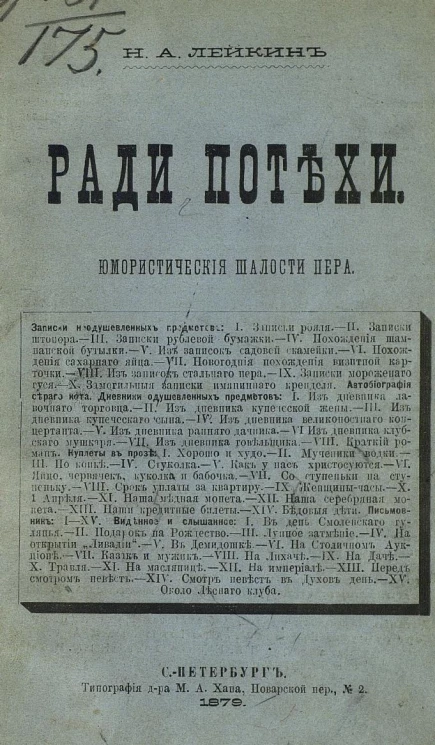 175.
Н. А. ЛЕЙКИНЪ
РАДИ ПОТѢХИ.
ЮМОРИСТИЧЕСКІЯ ШАЛОСТИ ПЕРА.
Записки неодушевленныхъ предметовъ: I. Записки рояля.—II. Записки
штопора.—III. Записки рублевой бумажки.—IV. Похожденія шам-
панской бутылки.—V. Изъ записокъ садовой скамейки.—VI. Похож-
денія сахарнаго яйца.—VII. Новогоднія похожденія визитной кар-
точки.—VIII. Изъ записокъ стальнаго пера.—IX. Записки мороженаго
гуся.—X. Замогильныя записки имяниннаго кренделя. Автобіографія
сѣраго кота. Дневники одушевленныхъ предметовъ: I. Изъ дневника ла-
вочнаго торговца.—II. Изъ дневника купеческой жены.—III. Изъ
дневника купеческаго сына.—IV. Изъ дневника великопостнаго кон-
цертанта.—V. Изъ дневника ранняго дачника.—VI Изъ дневника клуб-
скаго мушкера.—VII. Изъ дневника говѣльщика.—VIII. Краткій ро-
манъ. Куплеты въ прозѣ: I. Хорошо и худо.—II. Мученики водки.—
III. По конкѣ.—IV. Стуколка.—V. Какъ у насъ христосуются.—VI.
Яйцо, червячекъ, куколка и бабочка.—VII. Со ступеньки на сту-
пеньку.—VIII. Срокъ уплаты за квартиру.—IX. Женщины-часы.—X.
1 Апрѣля.—XI. Наша мѣдная монета.—XII. Наша серебряная мо-
нета.—XIII. Наши кредитные билеты.—XIV. Бѣдовыя дѣти. Письмов-
никъ: I—XV. Видѣнное и слышанное: I. Въ день Смоленскаго гу-
лянья.—II. Подарокъ на Рождество.—III. Лунное затмѣніе.—IV. На
открытіи „Ливадіи“.—V. Въ Демидошкѣ.—VI. На Столичномъ Аук-
ціонѣ.—VII. Казакъ и мужикъ.—VIII. На Лихачѣ.—IX. На Дачѣ.—
X. Травля.—XI. На масляницѣ.—XII. На имперіалѣ.—XIII. Передъ
смотромъ невѣстъ.—XIV. Смотръ невѣстъ въ Духовъ день.—XV.
Около Лѣснаго клуба.
С.-ПЕТЕРБУРГЪ.
Типографія д-ра М. А. Хана, Поварской пер., № 2.
1879.